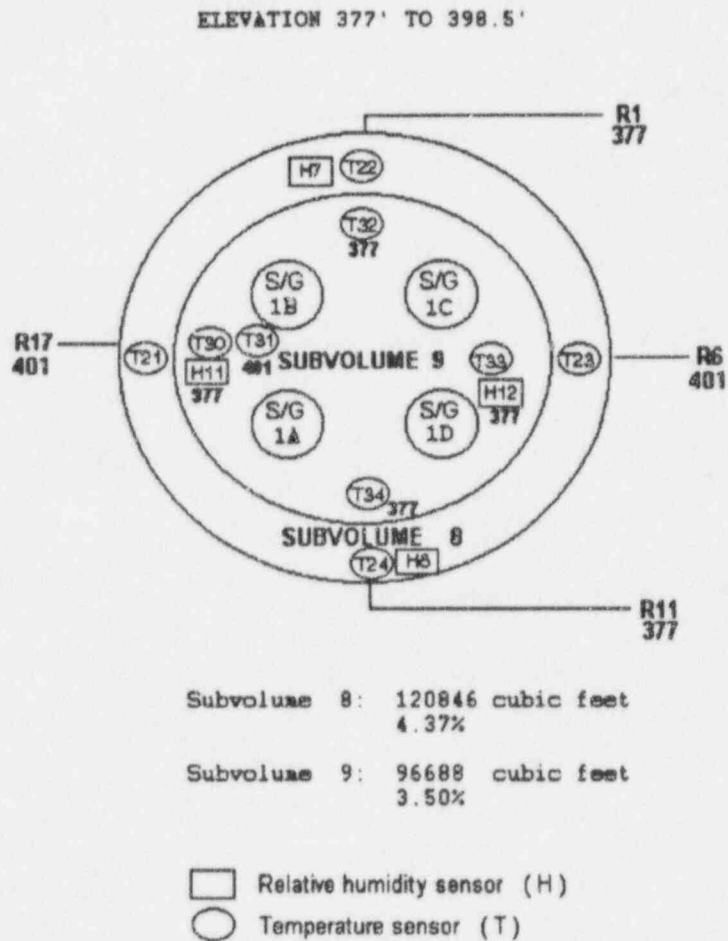 ELEVATION 377' TO 398.5'
R1
377
H7
T22
T32
377
S/G
1B
S/G
1C
R17
401
T21
T30
T31
401
SUBVOLUME 9
T33
T23
R6
401
H11
377
H12
377
S/G
1A
S/G
1D
T34
377
SUBVOLUME 8
T24
H8
R11
377
Subvolume 8: 120846 cubic feet
4.37%
Subvolume 9: 96688 cubic feet
3.50%
Relative humidity sensor (H)
Temperature sensor (T)